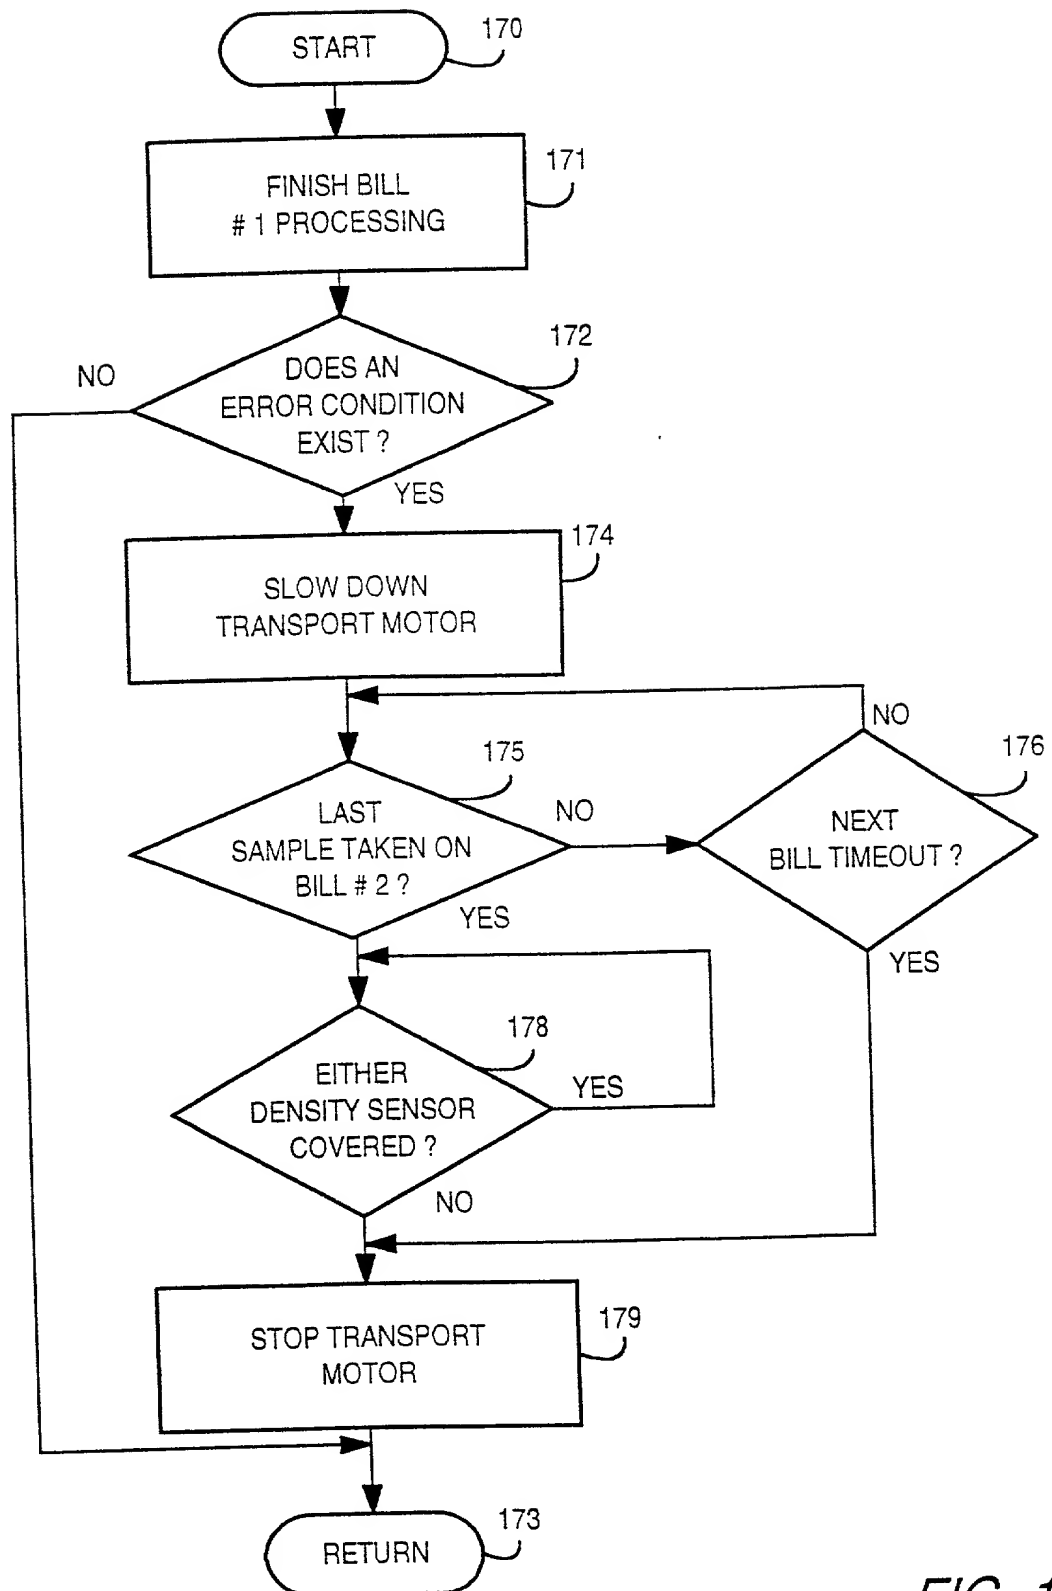 START
170
FINISH BILL
# 1 PROCESSING
171
DOES AN
ERROR CONDITION
EXIST ?
172
NO
YES
SLOW DOWN
TRANSPORT MOTOR
174
LAST
SAMPLE TAKEN ON
BILL # 2 ?
175
NO
YES
NEXT
BILL TIMEOUT ?
176
NO
YES
EITHER
DENSITY SENSOR
COVERED ?
178
YES
NO
STOP TRANSPORT
MOTOR
179
RETURN
173